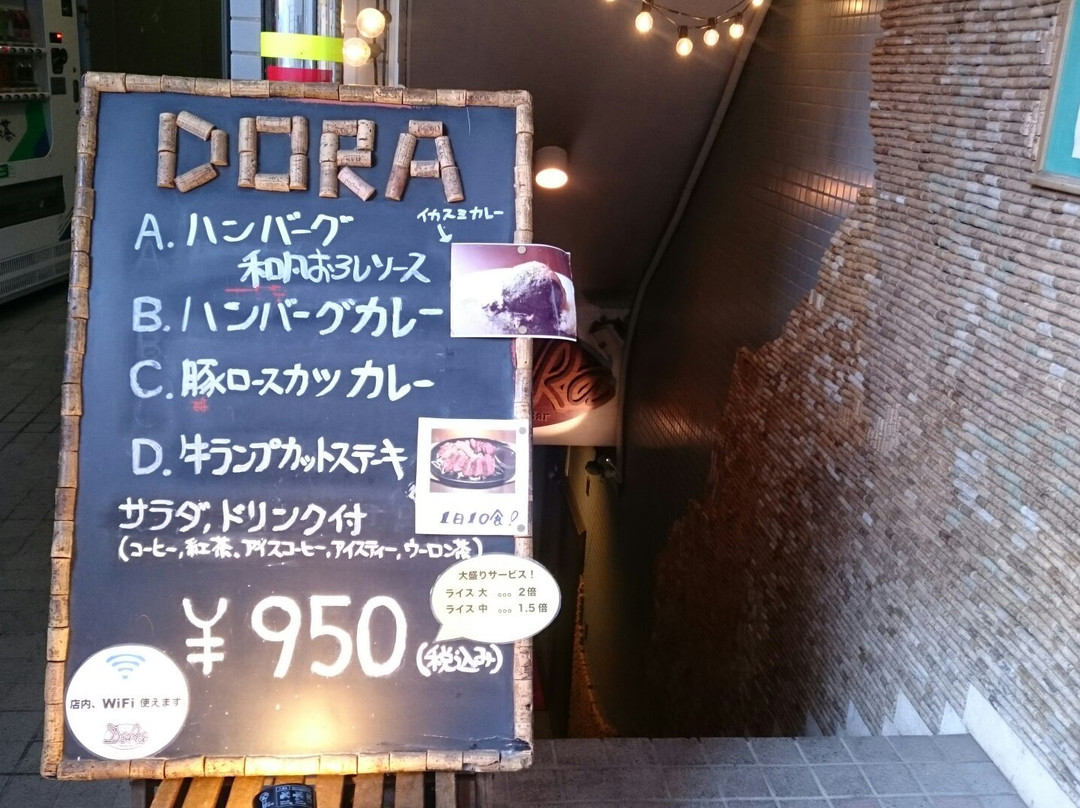 DORA
イカスミカレー
A. ハンバーグ
和風おろしソース
B. ハンバーグカレー
C. 豚ロースカツカレー
D. 牛ランプカットステーキ
1日10食!
サラダ,ドリンク付
(コーヒー,紅茶,アイスコーヒー,アイスティー,ウーロン茶)
大盛りサービス!
ライス 大 。。。 2倍
ライス 中 。。。 1.5倍
¥950
(税込み)
店内、WiFi 使えます